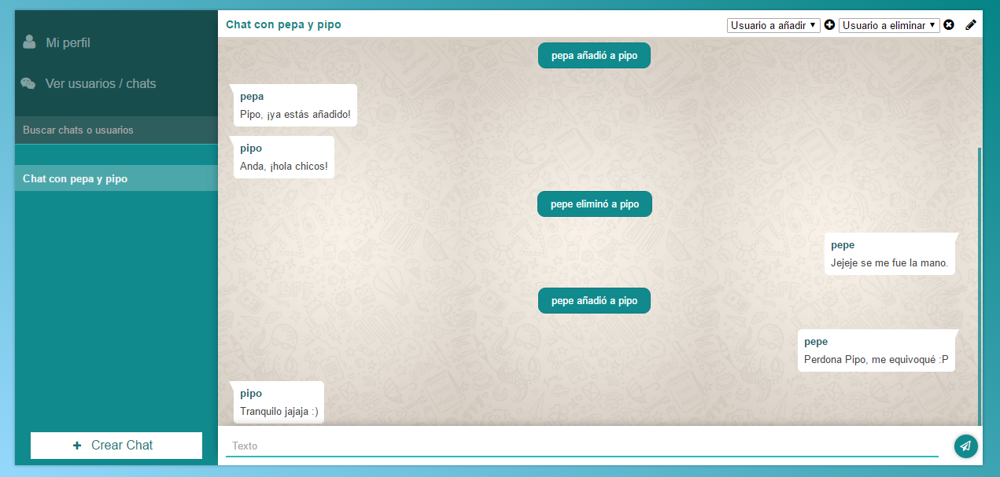 Mi perfil
Ver usuarios / chats
Buscar chats o usuarios
Chat con pepa y pipo
+ Crear Chat
Chat con pepa y pipo
Usuario a añadir
Usuario a eliminar
pepa añadió a pipo
pepa
Pipo, ¡ya estás añadido!
pipo
Anda, ¡hola chicos!
pepe eliminó a pipo
pepe
Jejeje se me fue la mano.
pepe añadió a pipo
pepe
Perdona Pipo, me equivoqué :P
pipo
Tranquilo jajaja :)
Texto